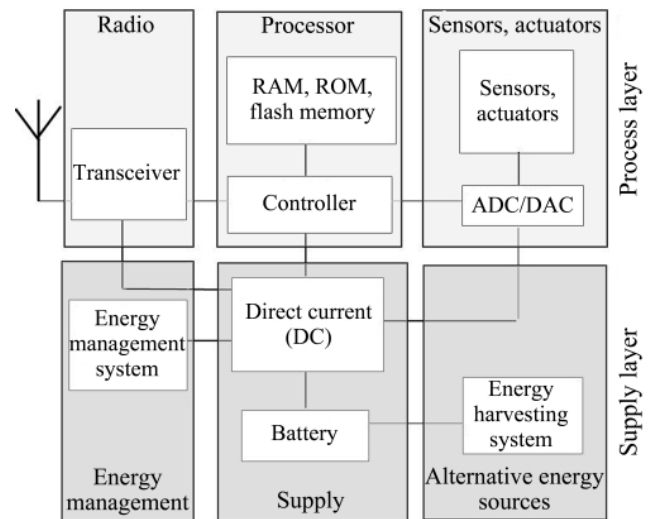 Radio
Processor
Sensors, actuators
RAM, ROM,
flash memory
Sensors,
actuators
Transceiver
Controller
ADC/DAC
Process layer
Energy
management
system
Direct current
(DC)
Battery
Energy
harvesting
system
Energy
management
Supply
Alternative energy
sources
Supply layer